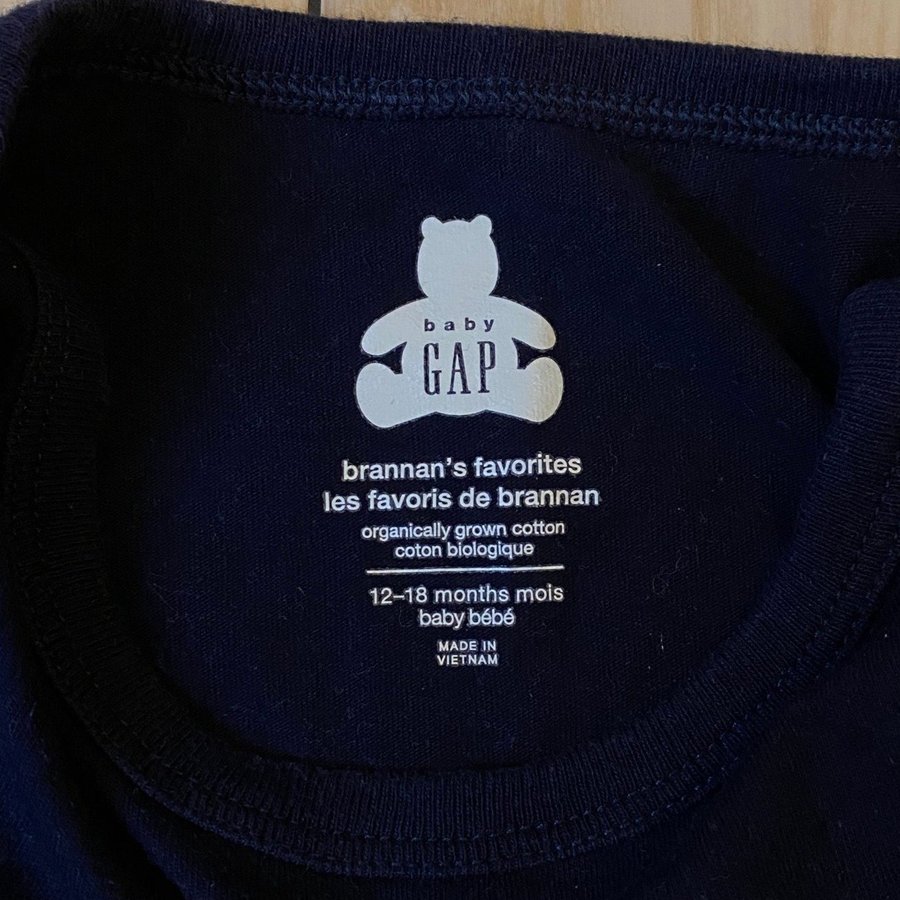 baby
GAP
brannan's favorites
les favoris de brannan
organically grown cotton
coton biologique
12–18 months mois
baby bébé
MADE IN
VIETNAM